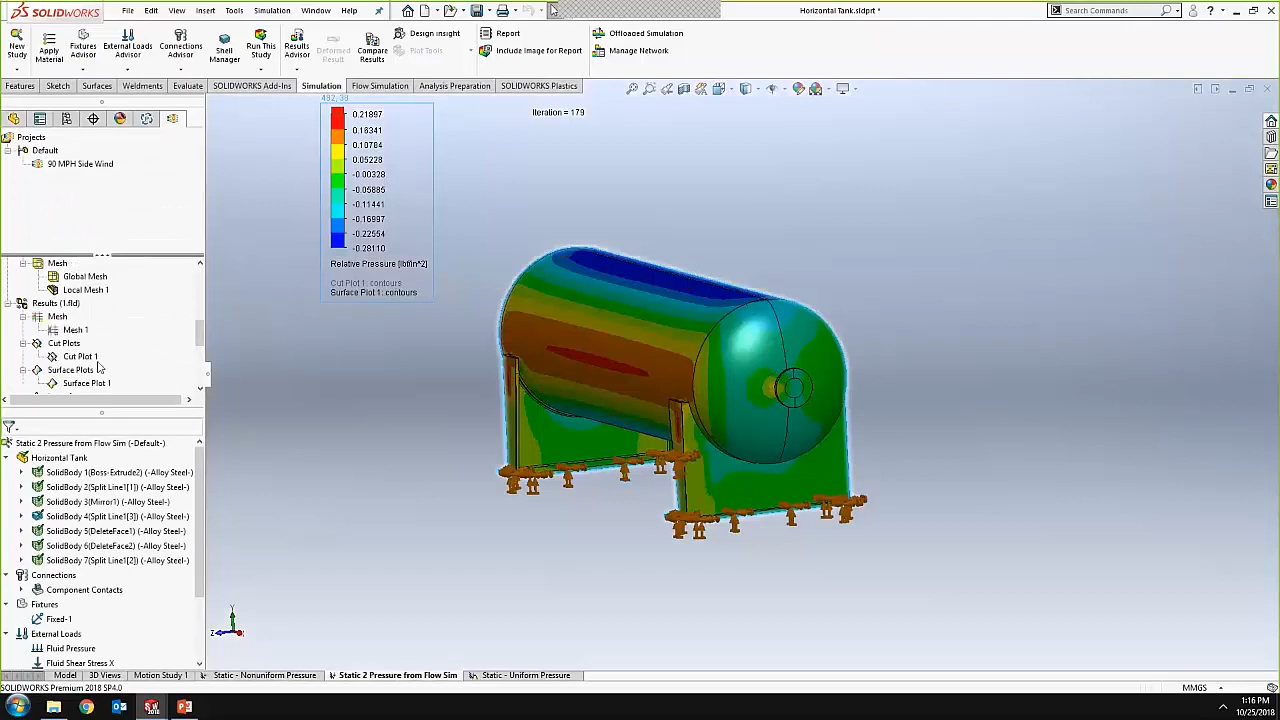 SOLIDWORKS
File
Edit
View
Insert
Tools
Simulation
Window
Help
Horizontal Tank.sldprt *
Search Commands
New Study
Apply Material
Fixtures Advisor
External Loads Advisor
Connections Advisor
Shell Manager
Run This Study
Results Advisor
Deformed Result
Compare Results
Design Insight
Plot Tools
Report
Include Image for Report
Offloaded Simulation
Manage Network
Features
Sketch
Surfaces
Weldments
Evaluate
SOLIDWORKS Add-Ins
Simulation
Flow Simulation
Analysis Preparation
SOLIDWORKS Plastics
Projects
Default
90 MPH Side Wind
Mesh
Global Mesh
Local Mesh 1
Results (1.fld)
Mesh
Mesh 1
Cut Plots
Cut Plot 1
Surface Plots
Surface Plot 1
Static 2 Pressure from Flow Sim (-Default-)
Horizontal Tank
SolidBody 1(Boss-Extrude2) (-Alloy Steel-)
SolidBody 2(Split Line1[1]) (-Alloy Steel-)
SolidBody 3(Mirror1) (-Alloy Steel-)
SolidBody 4(Split Line1[3]) (-Alloy Steel-)
SolidBody 5(DeleteFace1) (-Alloy Steel-)
SolidBody 6(DeleteFace2) (-Alloy Steel-)
SolidBody 7(Split Line1[2]) (-Alloy Steel-)
Connections
Component Contacts
Fixtures
Fixed-1
External Loads
Fluid Pressure
Fluid Shear Stress X
0.21897
0.16341
0.10784
0.05228
-0.00328
-0.05885
-0.11441
-0.16997
-0.22554
-0.28110
Relative Pressure [lbf/in^2]
Cut Plot 1: contours
Surface Plot 1: contours
Iteration = 179
Y
Z
Model
3D Views
Motion Study 1
Static - Nonuniform Pressure
Static 2 Pressure from Flow Sim
Static - Uniform Pressure
SOLIDWORKS Premium 2018 SP4.0
MMGS
1:16 PM
10/25/2018